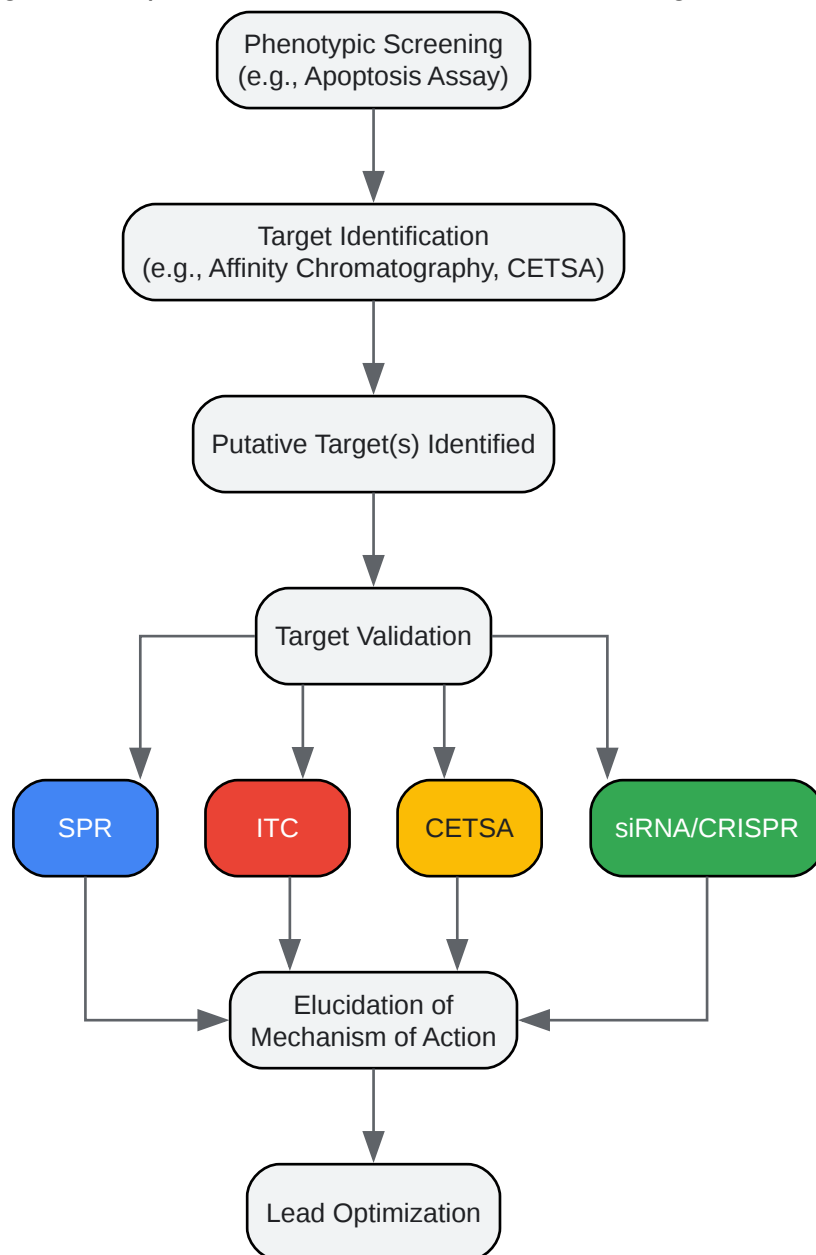 Phenotypic Screening
(e.g., Apoptosis Assay)
Target Identification
(e.g., Affinity Chromatography, CETSA)
Putative Target(s) Identified
Target Validation
SPR
ITC
CETSA
siRNA/CRISPR
Elucidation of
Mechanism of Action
Lead Optimization